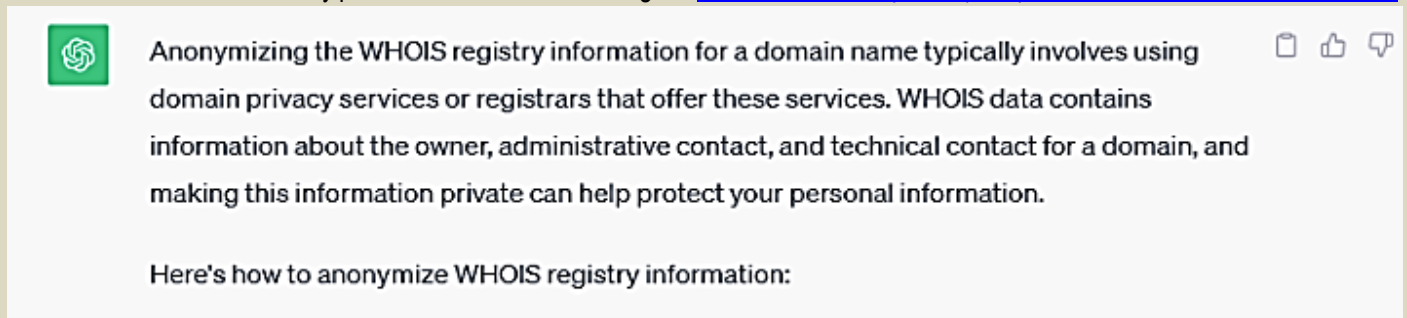 Anonymizing the WHOIS registry information for a domain name typically involves using
domain privacy services or registrars that offer these services. WHOIS data contains
information about the owner, administrative contact, and technical contact for a domain, and
making this information private can help protect your personal information.
Here's how to anonymize WHOIS registry information: